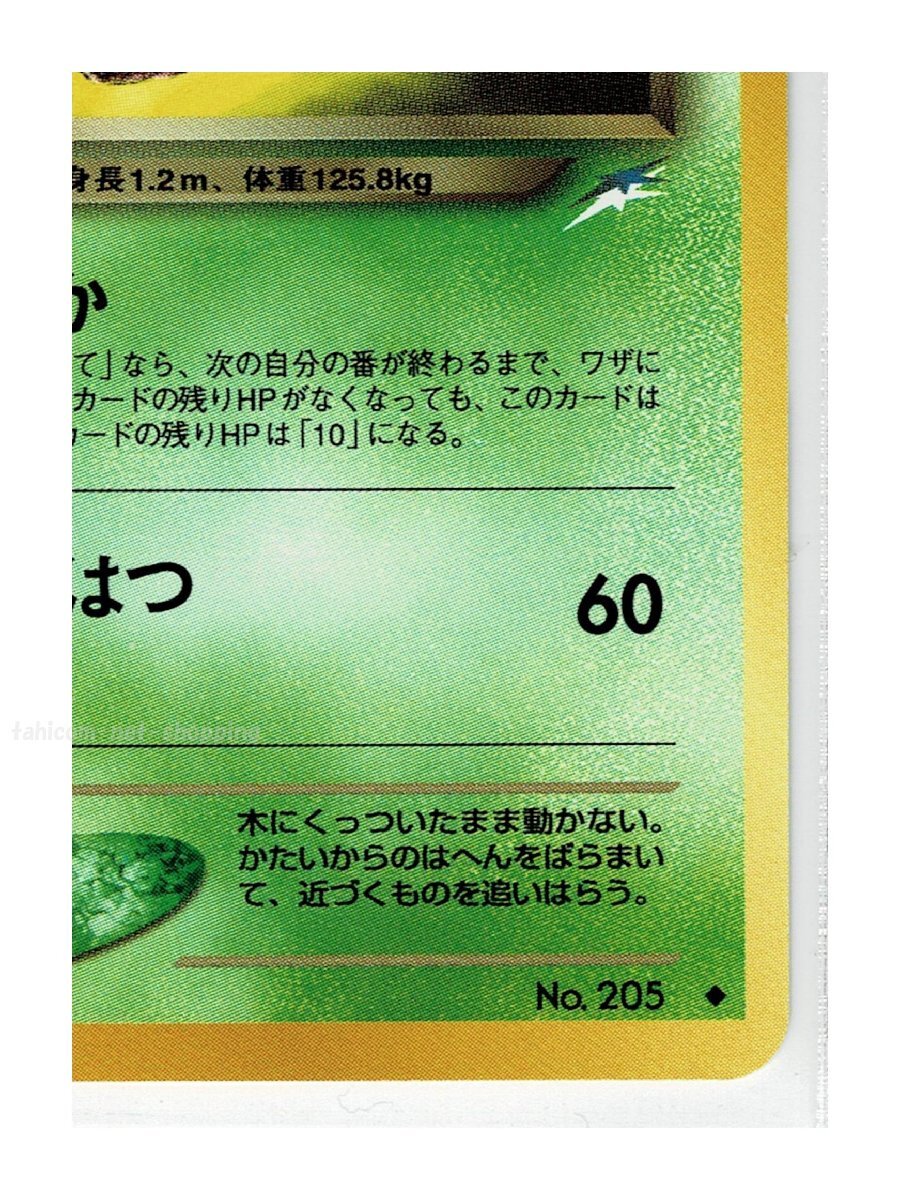 身長1.2m、体重125.8kg
か
て」なら、次の自分の番が終わるまで、ワザに
カードの残りHPがなくなっても、このカードは
カードの残りHPは「10」になる。
はつ
60
tahicom net-shopping
木にくっついたまま動かない。
かたいからのはへんをばらまい
て、近づくものを追いはらう。
No. 205 ◆